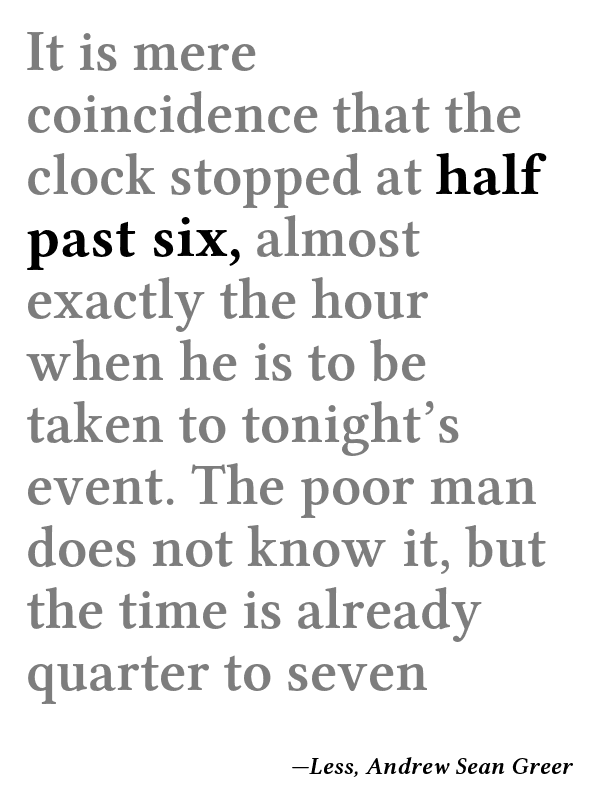 It is mere
coincidence that the
clock stopped at half
past six, almost
exactly the hour
when he is to be
taken to tonight’s
event. The poor man
does not know it, but
the time is already
quarter to seven
—Less, Andrew Sean Greer